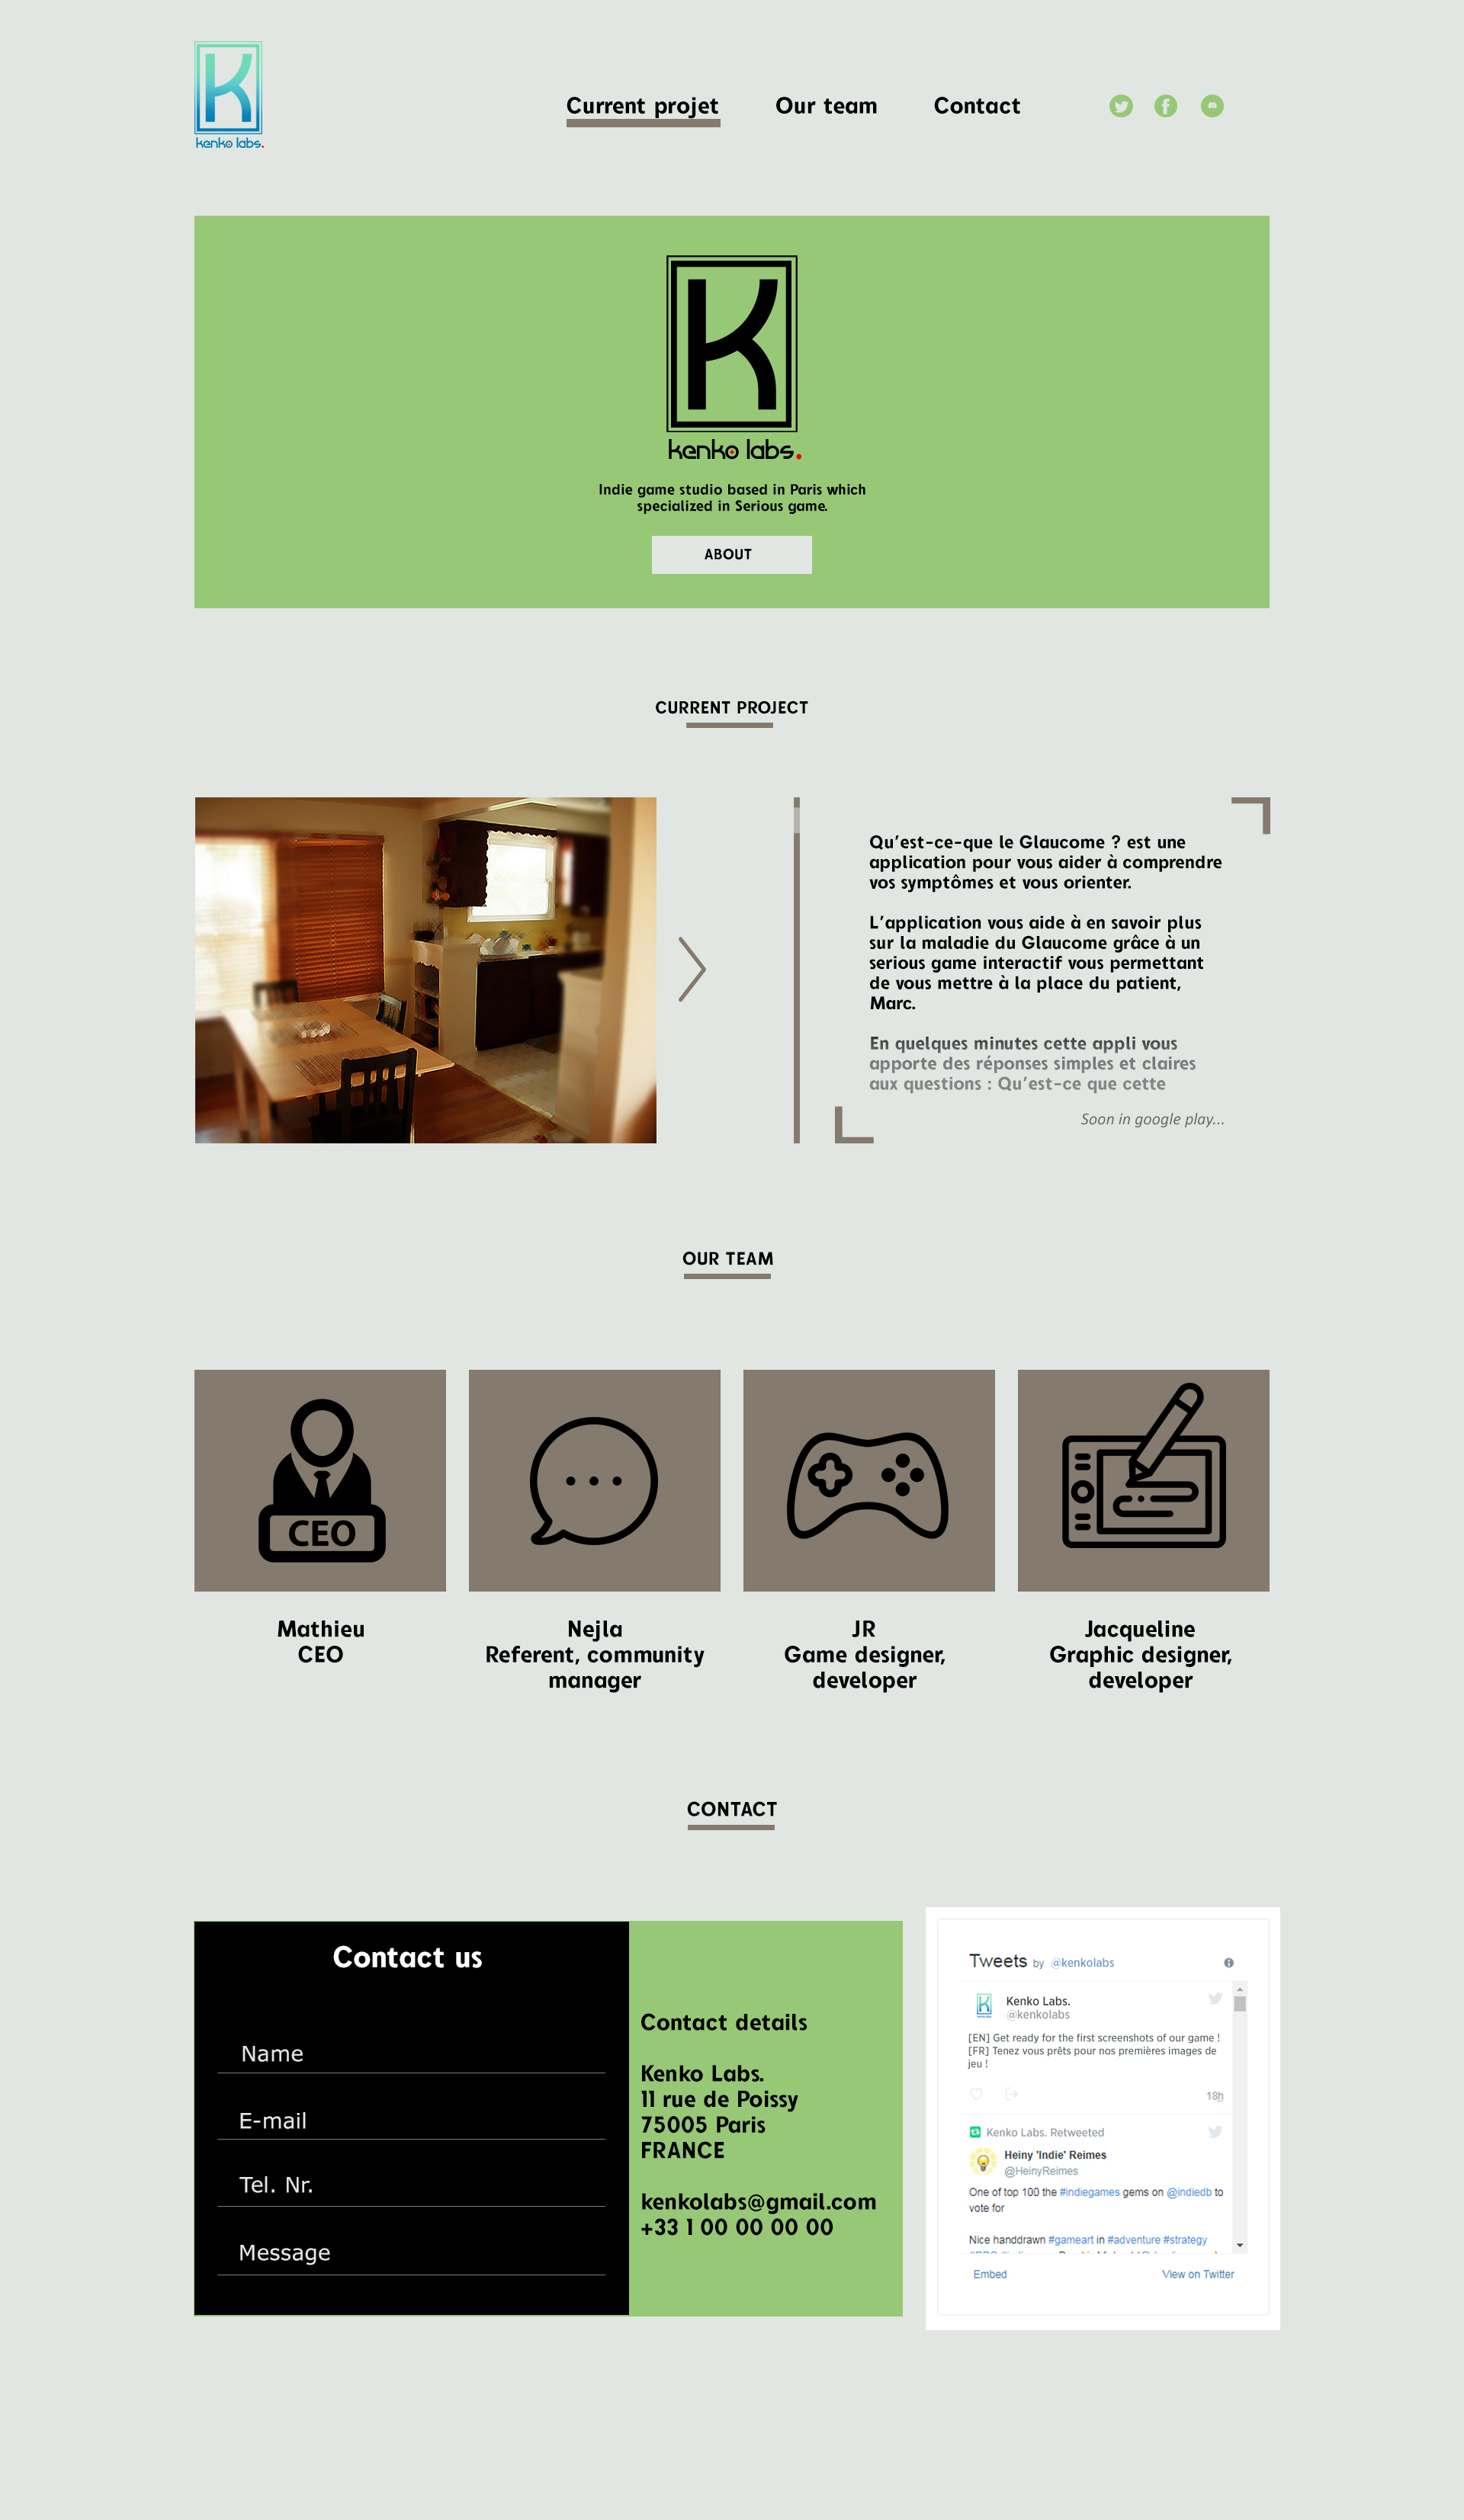 kenko labs.
Current projet
Our team
Contact
kenko labs.
Indie game studio based in Paris which
specialized in Serious game.
ABOUT
CURRENT PROJECT
Qu'est-ce-que le Glaucome ? est une
application pour vous aider à comprendre
vos symptômes et vous orienter.
L'application vous aide à en savoir plus
sur la maladie du Glaucome grâce à un
serious game interactif vous permettant
de vous mettre à la place du patient,
Marc.
En quelques minutes cette appli vous
apporte des réponses simples et claires
aux questions : Qu'est-ce que cette
Soon in google play...
OUR TEAM
CEO
Mathieu
CEO
Nejla
Referent, community
manager
JR
Game designer,
developer
Jacqueline
Graphic designer,
developer
CONTACT
Contact us
Name
E-mail
Tel. Nr.
Message
Contact details
Kenko Labs.
11 rue de Poissy
75005 Paris
FRANCE
kenkolabs@gmail.com
+33 1 00 00 00 00
Tweets by @kenkolabs
Kenko Labs.
@kenkolabs
[EN] Get ready for the first screenshots of our game !
[FR] Tenez vous prêts pour nos premières images de
jeu !
18h
Kenko Labs. Retweeted
Heiny 'Indie' Reimes
@HeinyReimes
One of top 100 the #indiegames gems on @indiedb to
vote for
Nice handdrawn #gameart in #adventure #strategy
Embed
View on Twitter